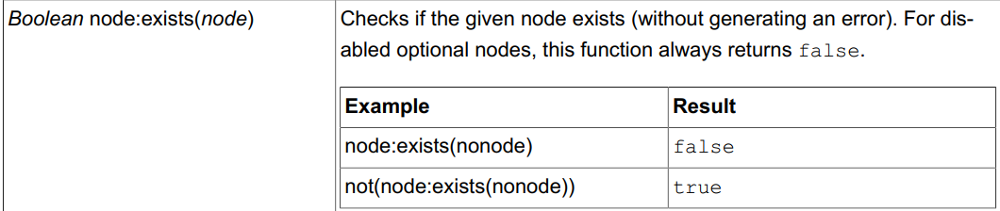 Boolean node:exists(node)
Checks if the given node exists (without generating an error). For dis-
abled optional nodes, this function always returns false.
Example Result
node:exists(nonode) false
not(node:exists(nonode)) true